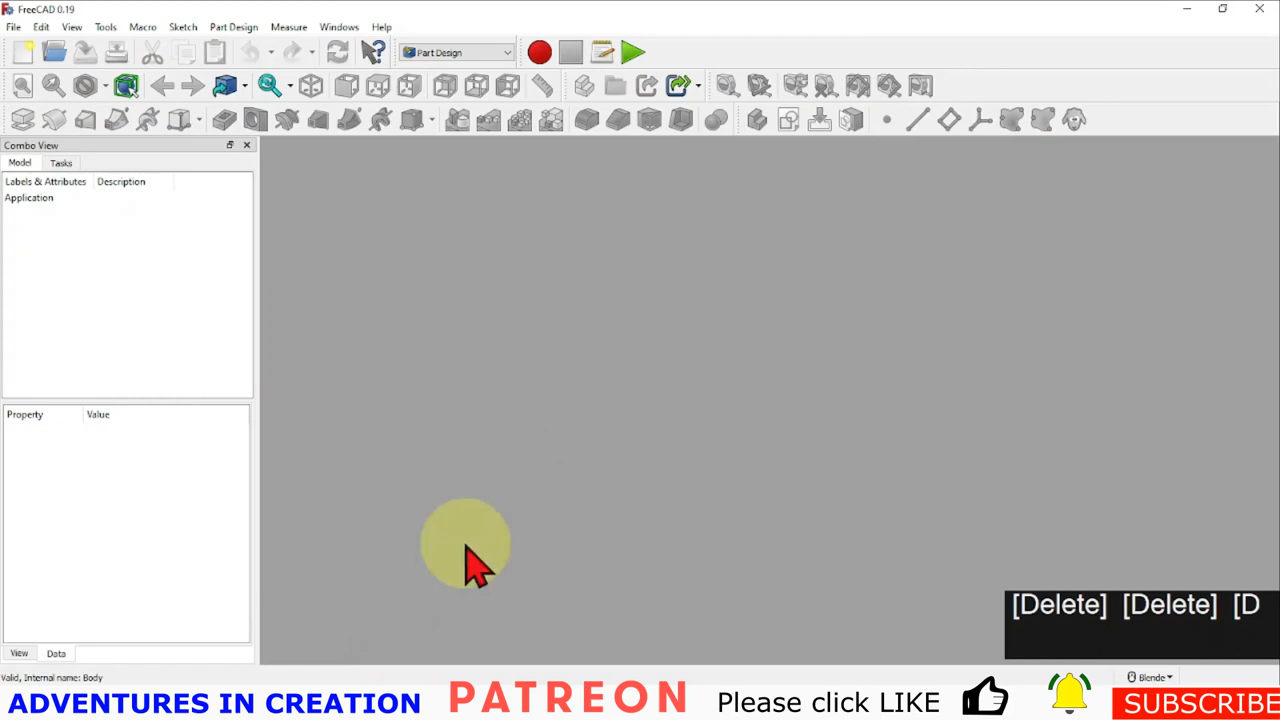 FreeCAD 0.19
File Edit View Tools Macro Sketch Part Design Measure Windows Help
Part Design
Combo View
Model Tasks
Labels & Attributes Description
Application
Property Value
[Delete] [Delete] [D
View Data
Valid, Internal name: Body
Blende
ADVENTURES IN CREATION PATREON Please click LIKE SUBSCRIBE